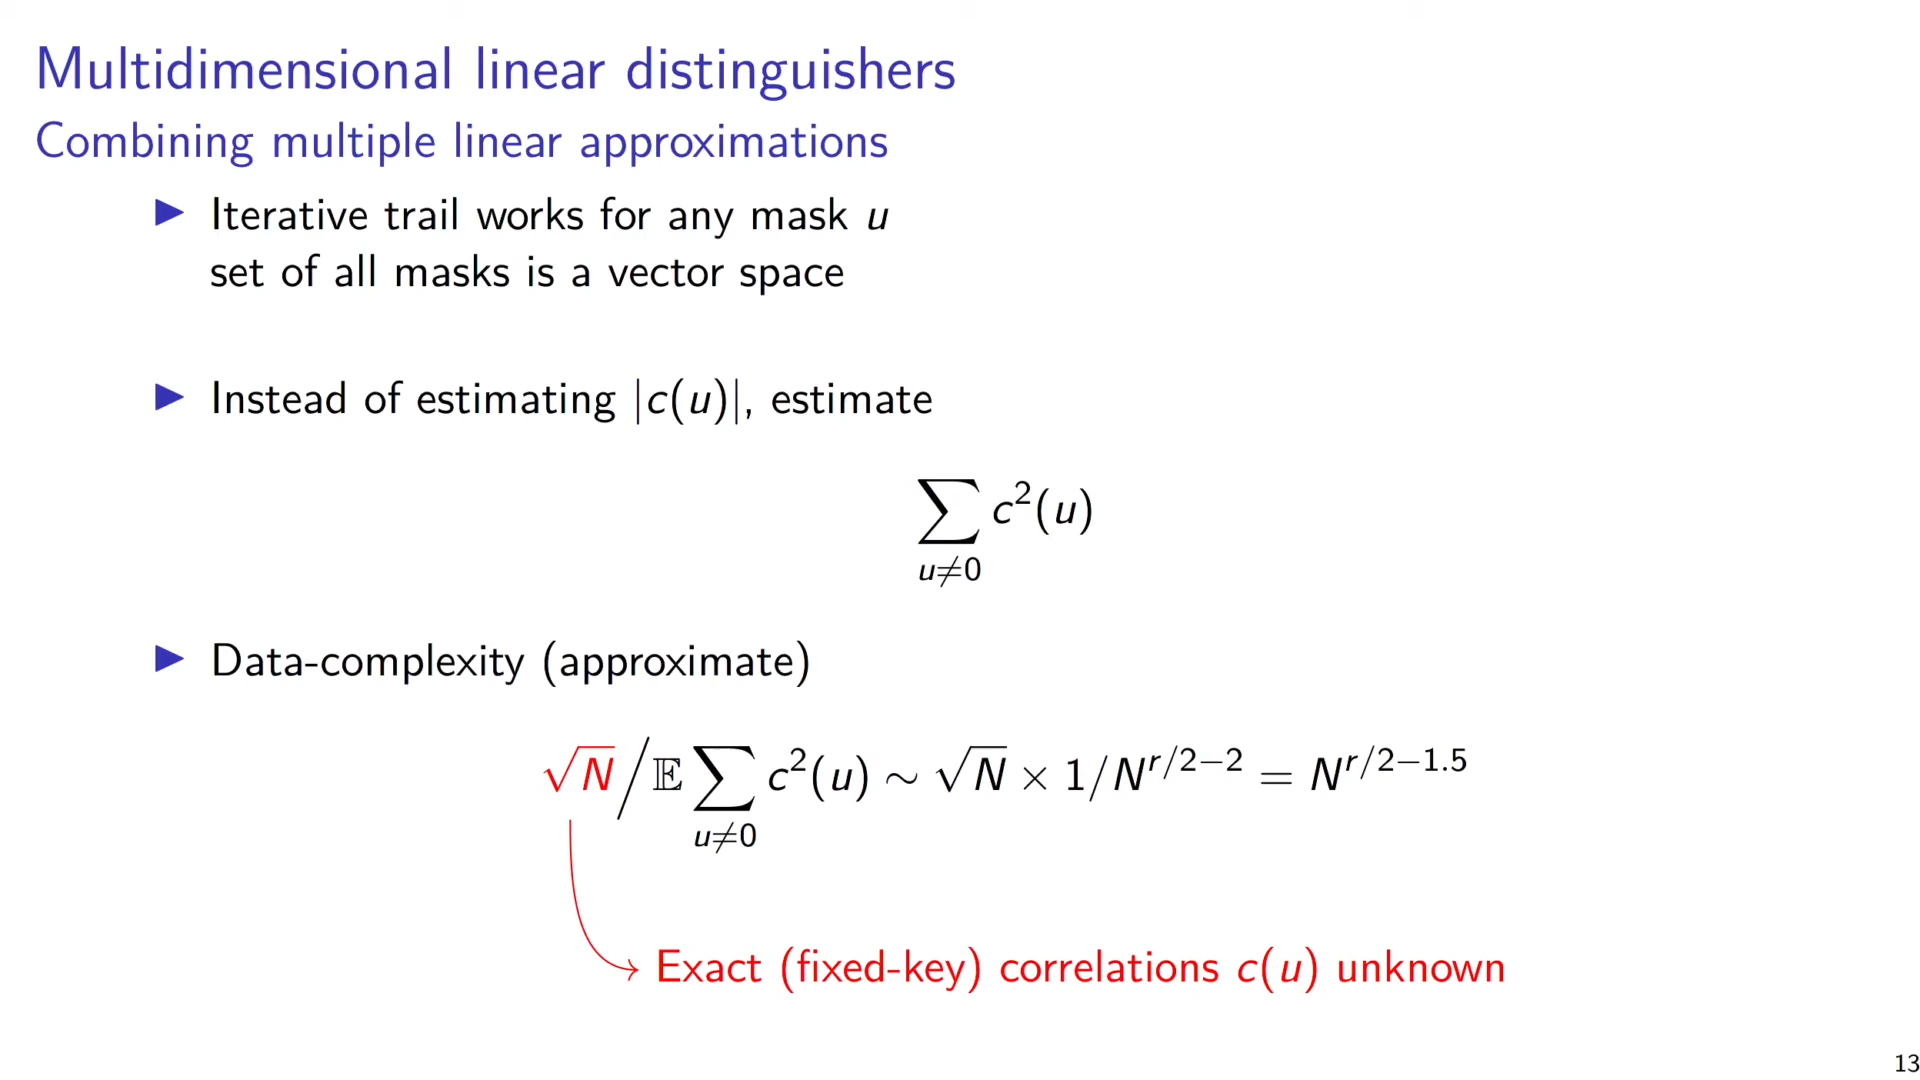 Multidimensional linear distinguishers
Combining multiple linear approximations
▶ Iterative trail works for any mask u
set of all masks is a vector space
▶ Instead of estimating |c(u)|, estimate
∑_{u≠0} c²(u)
▶ Data-complexity (approximate)
√N / 𝔼 ∑_{u≠0} c²(u) ∼ √N × 1/N^{r/2−2} = N^{r/2−1.5}
Exact (fixed-key) correlations c(u) unknown
13